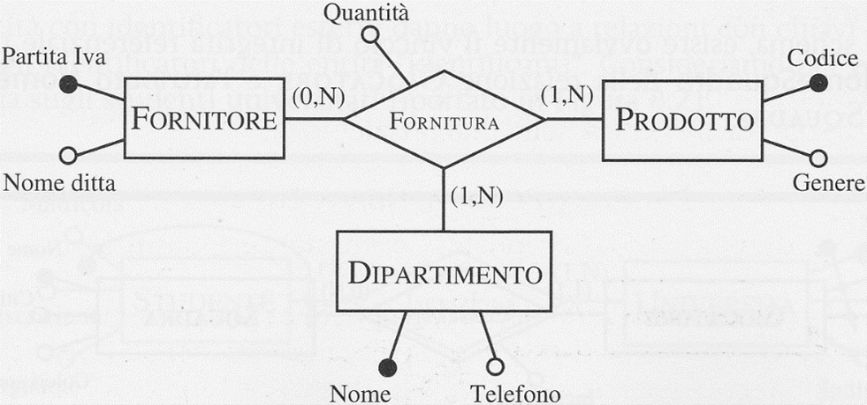 Quantità
Partita Iva
Codice
(0,N)
(1,N)
FORNITORE
FORNITURA
PRODOTTO
Nome ditta
Genere
(1,N)
DIPARTIMENTO
Nome
Telefono